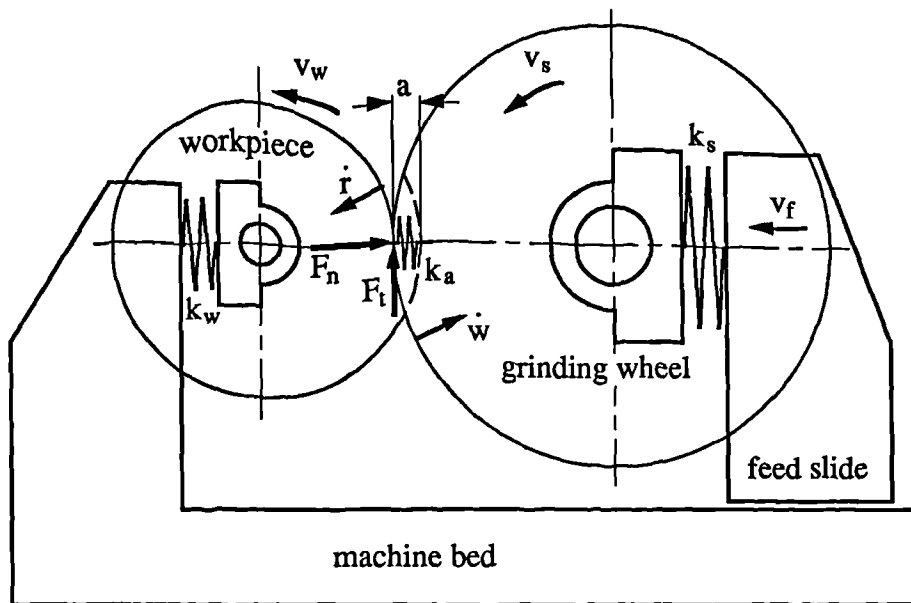 v_w
a
v_s
workpiece
ṙ
k_s
v_f
F_n
k_a
k_w
F_t
ẇ
grinding wheel
feed slide
machine bed